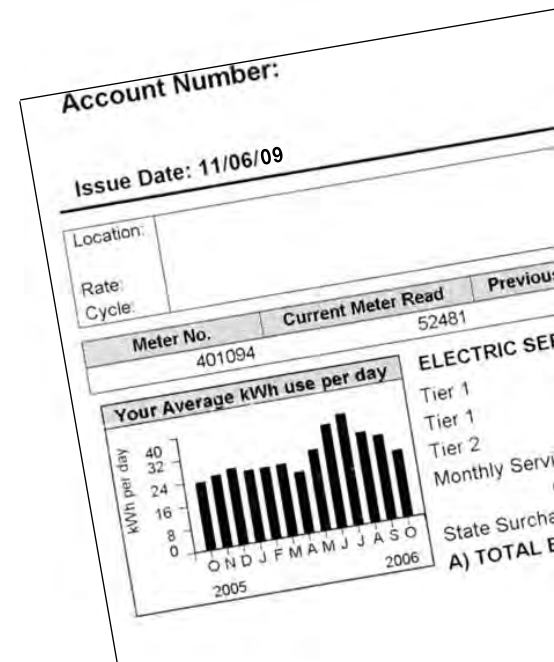 Account Number:
Issue Date: 11/06/09
Location:
Rate:
Cycle:
Meter No. Current Meter Read Previous
401094 52481
Your Average kWh use per day
kWh per day
40
32
24
16
8
0
O N D J F M A M J J A S O
2005 2006
ELECTRIC SER
Tier 1
Tier 1
Tier 2
Monthly Servi
State Surcha
A) TOTAL E